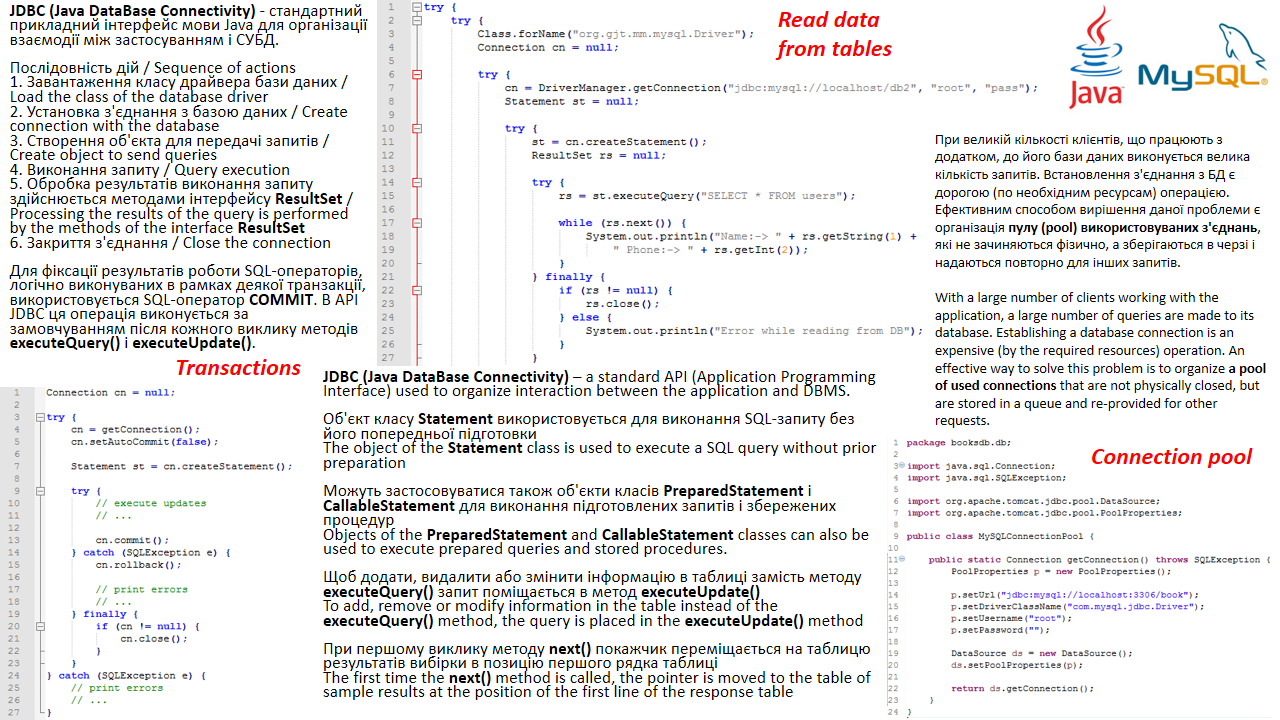 JDBC (Java DataBase Connectivity) - стандартний
прикладний інтерфейс мови Java для організації
взаємодії між застосуванням і СУБД.
Послідовність дій / Sequence of actions
1. Завантаження класу драйвера бази даних /
Load the class of the database driver
2. Установка з'єднання з базою даних / Create
connection with the database
3. Створення об'єкта для передачі запитів /
Create object to send queries
4. Виконання запиту / Query execution
5. Обробка результатів виконання запиту
здійснюється методами інтерфейсу ResultSet /
Processing the results of the query is performed
by the methods of the interface ResultSet
6. Закриття з'єднання / Close the connection
Для фіксації результатів роботи SQL-операторів,
логічно виконуваних в рамках деякої транзакції,
використовується SQL-оператор COMMIT. В API
JDBC ця операція виконується за
замовчуванням після кожного виклику методів
executeQuery() і executeUpdate().
Read data
from tables
1 try {
2 try {
3 Class.forName("org.gjt.mm.mysql.Driver");
4 Connection cn = null;
5
6 try {
7 cn = DriverManager.getConnection("jdbc:mysql://localhost/db2", "root", "pass");
8 Statement st = null;
9
10 try {
11 st = cn.createStatement();
12 ResultSet rs = null;
13
14 try {
15 rs = st.executeQuery("SELECT * FROM users");
16
17 while (rs.next()) {
18 System.out.println("Name:-> " + rs.getString(1) +
19 " Phone:-> " + rs.getInt(2));
20 }
21 } finally {
22 if (rs != null) {
23 rs.close();
24 } else {
25 System.out.println("Error while reading from DB");
26 }
27 }
Java
MySQL®
При великій кількості клієнтів, що працюють з
додатком, до його бази даних виконується велика
кількість запитів. Встановлення з'єднання з БД є
дорогою (по необхідним ресурсам) операцією.
Ефективним способом вирішення даної проблеми є
організація пулу (pool) використовуваних з'єднань,
які не зачиняються фізично, а зберігаються в черзі і
надаються повторно для інших запитів.
With a large number of clients working with the
application, a large number of queries are made to its
database. Establishing a database connection is an
expensive (by the required resources) operation. An
effective way to solve this problem is to organize a pool
of used connections that are not physically closed, but
are stored in a queue and re-provided for other
requests.
Transactions
1 Connection cn = null;
2
3 try {
4 cn = getConnection();
5 cn.setAutoCommit(false);
6
7 Statement st = cn.createStatement();
8
9 try {
10 // execute updates
11 // ...
12
13 cn.commit();
14 } catch (SQLException e) {
15 cn.rollback();
16
17 // print errors
18 // ...
19 } finally {
20 if (cn != null) {
21 cn.close();
22 }
23 }
24 } catch (SQLException e) {
25 // print errors
26 // ...
27 }
JDBC (Java DataBase Connectivity) – a standard API (Application Programming
Interface) used to organize interaction between the application and DBMS.
Об'єкт класу Statement використовується для виконання SQL-запиту без
його попередньої підготовки
The object of the Statement class is used to execute a SQL query without prior
preparation
Можуть застосовуватися також об'єкти класів PreparedStatement і
CallableStatement для виконання підготовлених запитів і збережених
процедур
Objects of the PreparedStatement and CallableStatement classes can also be
used to execute prepared queries and stored procedures.
Щоб додати, видалити або змінити інформацію в таблиці замість методу
executeQuery() запит поміщається в метод executeUpdate()
To add, remove or modify information in the table instead of the
executeQuery() method, the query is placed in the executeUpdate() method
При першому виклику методу next() покажчик переміщається на таблицю
результатів вибірки в позицію першого рядка таблиці
The first time the next() method is called, the pointer is moved to the table of
sample results at the position of the first line of the response table
Connection pool
1 package booksdb.db;
2
3 import java.sql.Connection;
4 import java.sql.SQLException;
5
6 import org.apache.tomcat.jdbc.pool.DataSource;
7 import org.apache.tomcat.jdbc.pool.PoolProperties;
8
9 public class MySQLConnectionPool {
10
11 public static Connection getConnection() throws SQLException {
12 PoolProperties p = new PoolProperties();
13
14 p.setUrl("jdbc:mysql://localhost:3306/book");
15 p.setDriverClassName("com.mysql.jdbc.Driver");
16 p.setUsername("root");
17 p.setPassword("");
18
19 DataSource ds = new DataSource();
20 ds.setPoolProperties(p);
21
22 return ds.getConnection();
23 }
24 }